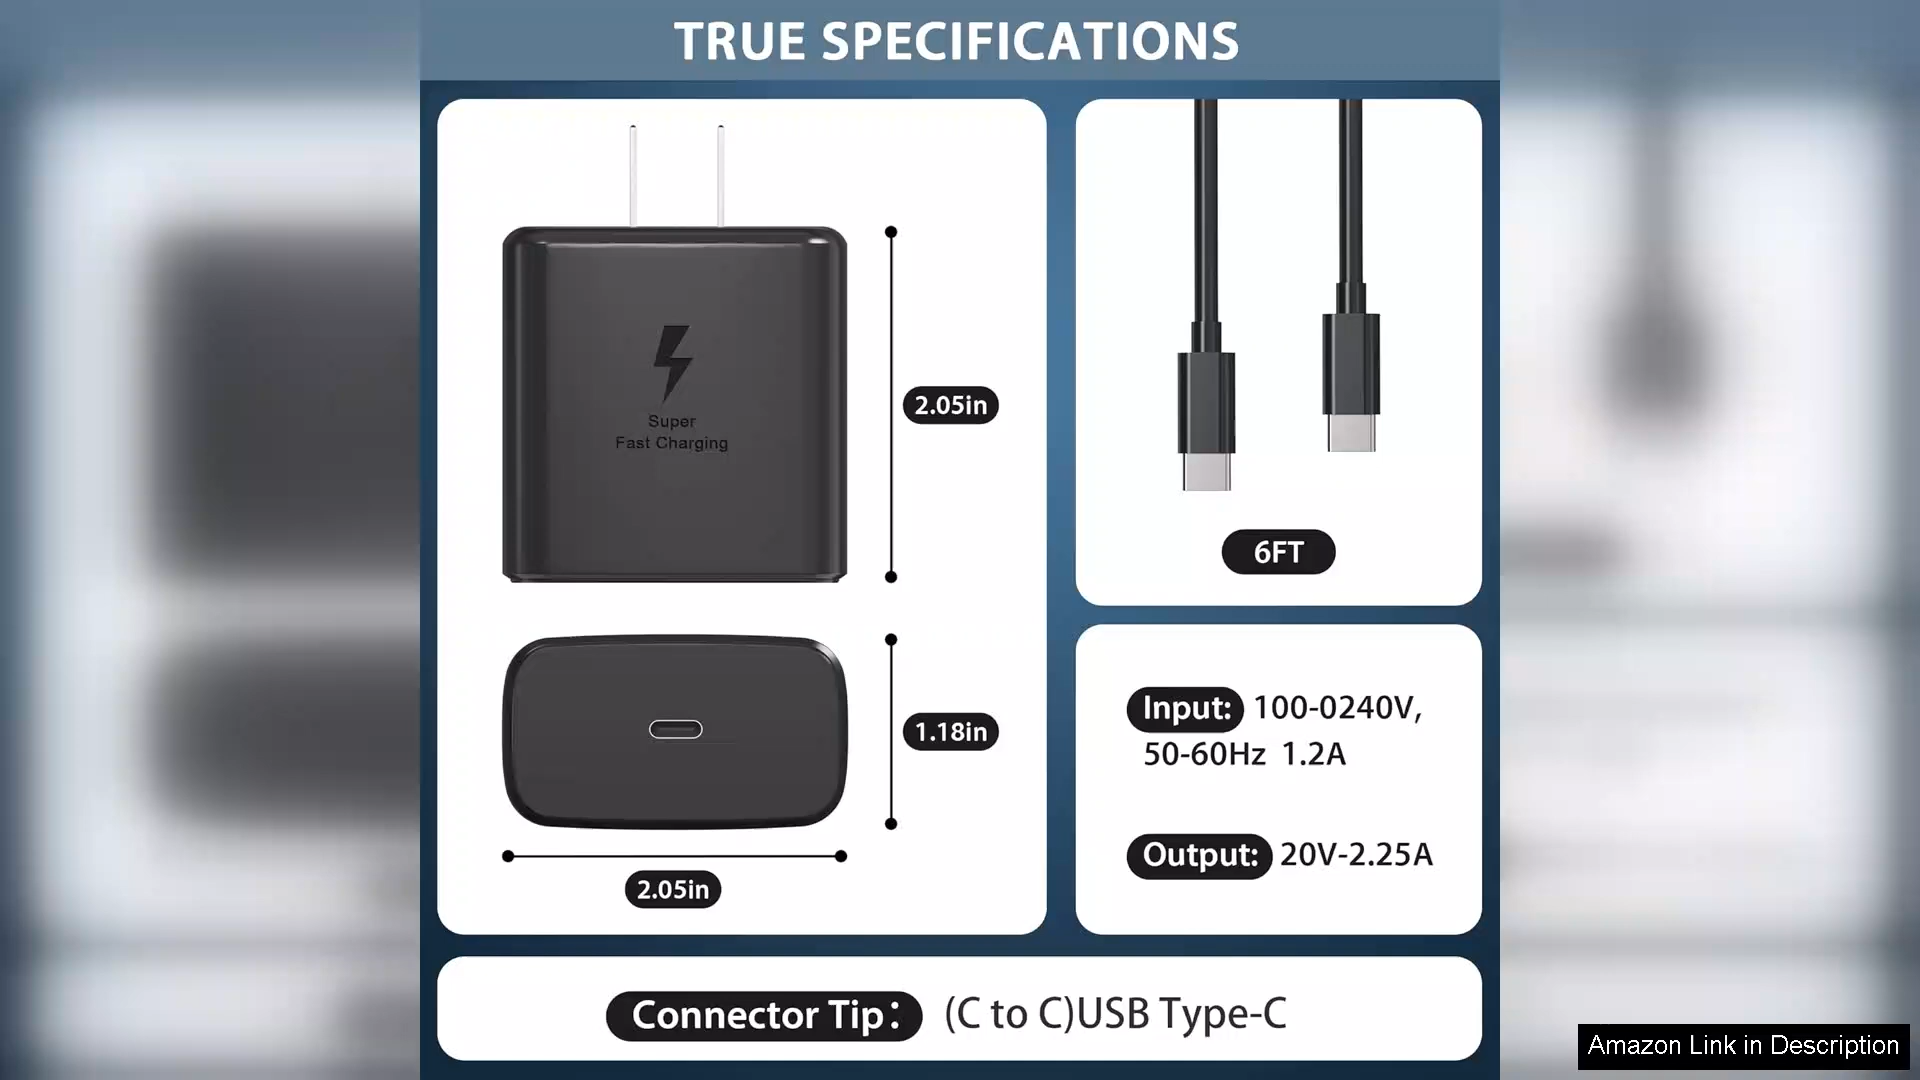 TRUE SPECIFICATIONS
Super
Fast Charging
2.05in
1.18in
2.05in
6FT
Input: 100-0240V,
50-60Hz 1.2A
Output: 20V-2.25A
Connector Tip: (C to C)USB Type-C
Amazon Link in Description